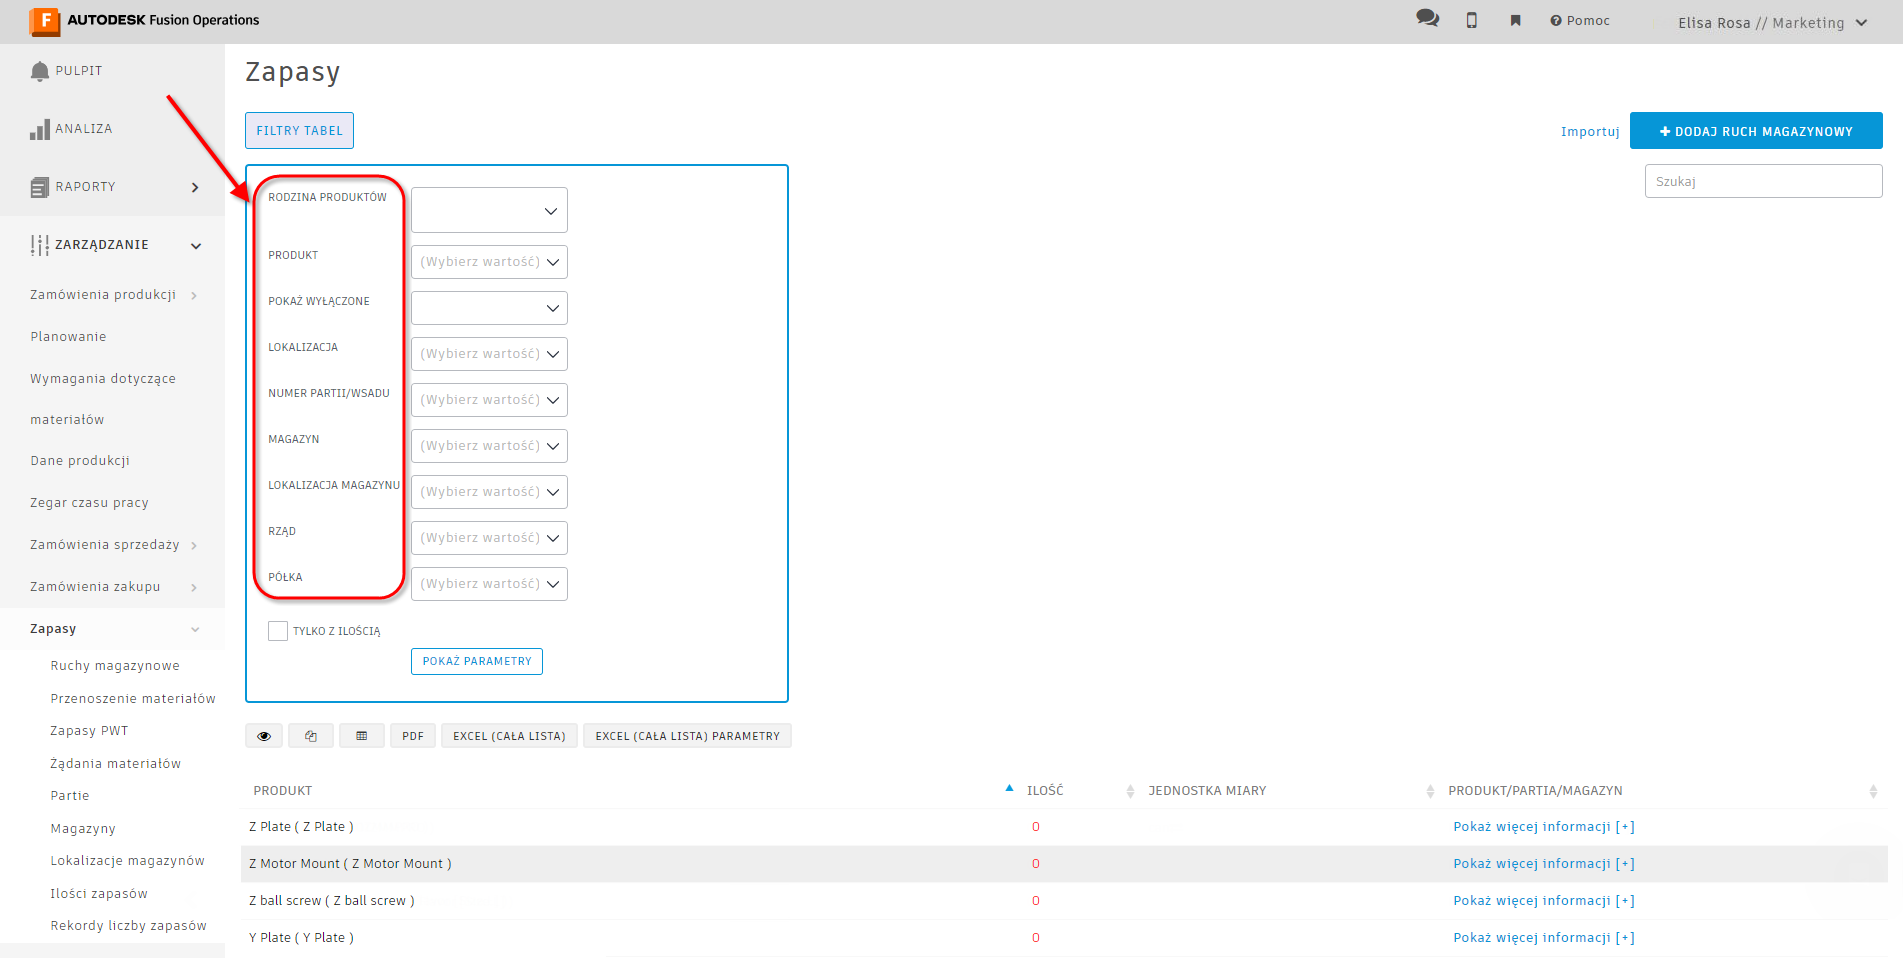 F AUTODESK Fusion Operations
Pomoc
Elisa Rosa // Marketing
PULPIT
ANALIZA
RAPORTY
ZARZĄDZANIE
Zamówienia produkcji
Planowanie
Wymagania dotyczące
materiałów
Dane produkcji
Zegar czasu pracy
Zamówienia sprzedaży
Zamówienia zakupu
Zapasy
Ruchy magazynowe
Przenoszenie materiałów
Zapasy PWT
Żądania materiałów
Partie
Magazyny
Lokalizacje magazynów
Ilości zapasów
Rekordy liczby zapasów
Zapasy
FILTRY TABEL
Importuj
+ DODAJ RUCH MAGAZYNOWY
Szukaj
RODZINA PRODUKTÓW
PRODUKT (Wybierz wartość)
POKAŻ WYŁĄCZONE
LOKALIZACJA (Wybierz wartość)
NUMER PARTII/WSADU (Wybierz wartość)
MAGAZYN (Wybierz wartość)
LOKALIZACJA MAGAZYNU (Wybierz wartość)
RZĄD (Wybierz wartość)
PÓŁKA (Wybierz wartość)
TYLKO Z ILOŚCIĄ
POKAŻ PARAMETRY
PDF EXCEL (CAŁA LISTA) EXCEL (CAŁA LISTA) PARAMETRY
PRODUKT ILOŚĆ JEDNOSTKA MIARY PRODUKT/PARTIA/MAGAZYN
Z Plate ( Z Plate ) 0 Pokaż więcej informacji [+]
Z Motor Mount ( Z Motor Mount ) 0 Pokaż więcej informacji [+]
Z ball screw ( Z ball screw ) 0 Pokaż więcej informacji [+]
Y Plate ( Y Plate ) 0 Pokaż więcej informacji [+]